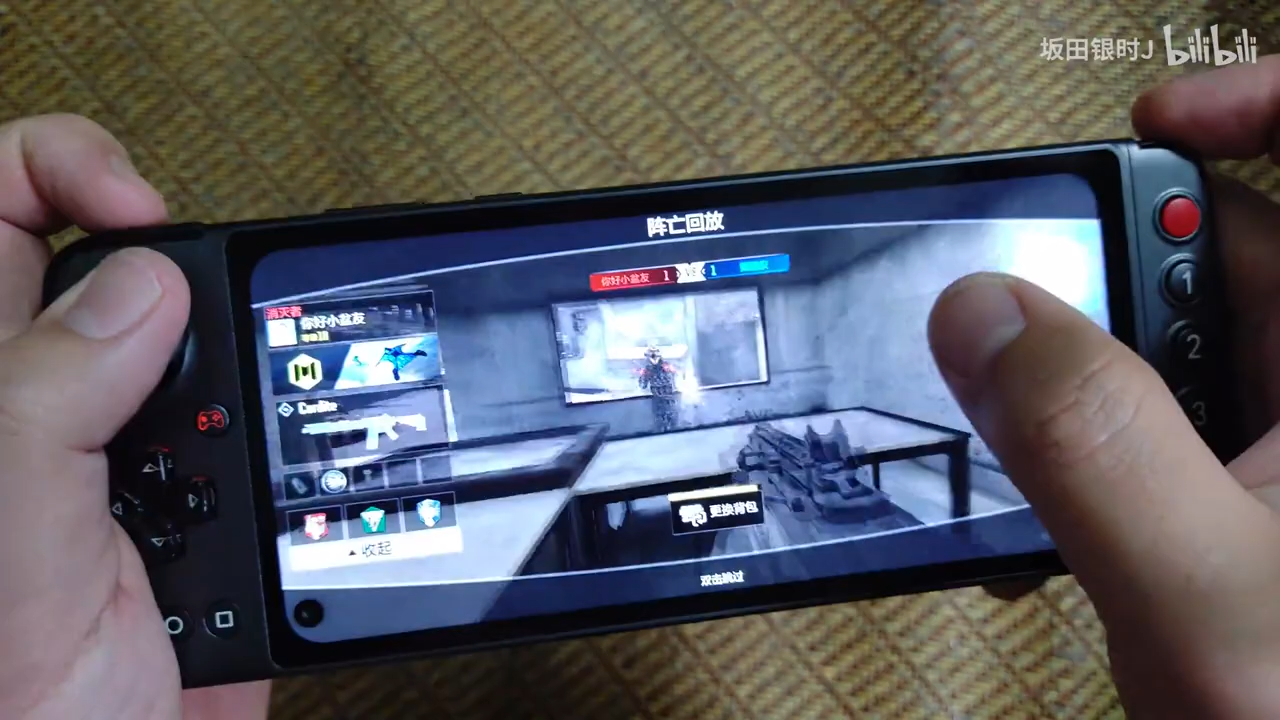 坂田银时J bilibili
阵亡回放
你好小盆友 1 VS 1
消灭者
你好小盆友
Cordite
更换背包
收起
双击跳过
1
2
3